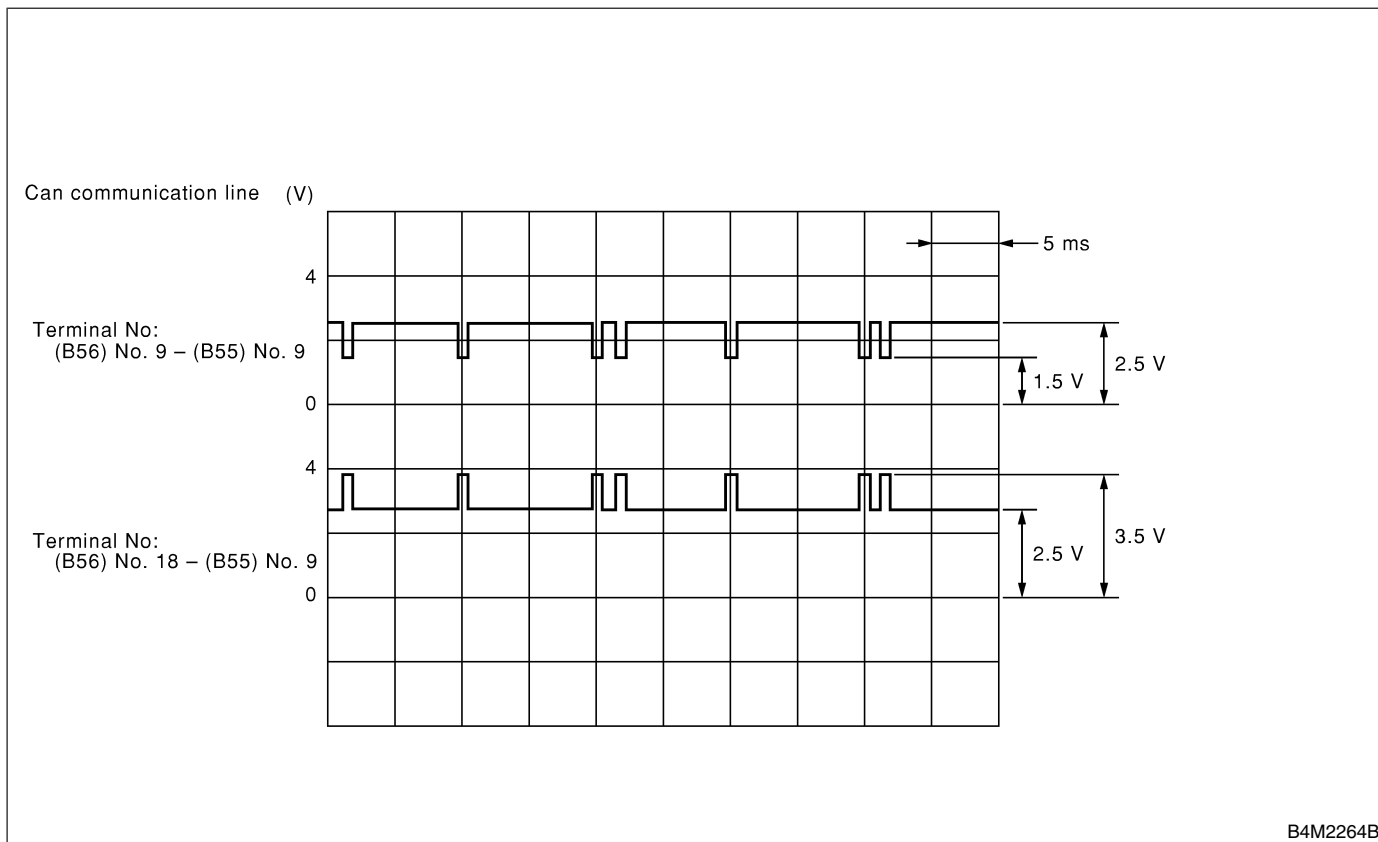 Can communication line (V)
5 ms
4
Terminal No:
(B56) No. 9 – (B55) No. 9
2.5 V
1.5 V
0
4
3.5 V
Terminal No:
(B56) No. 18 – (B55) No. 9
2.5 V
0
B4M2264B